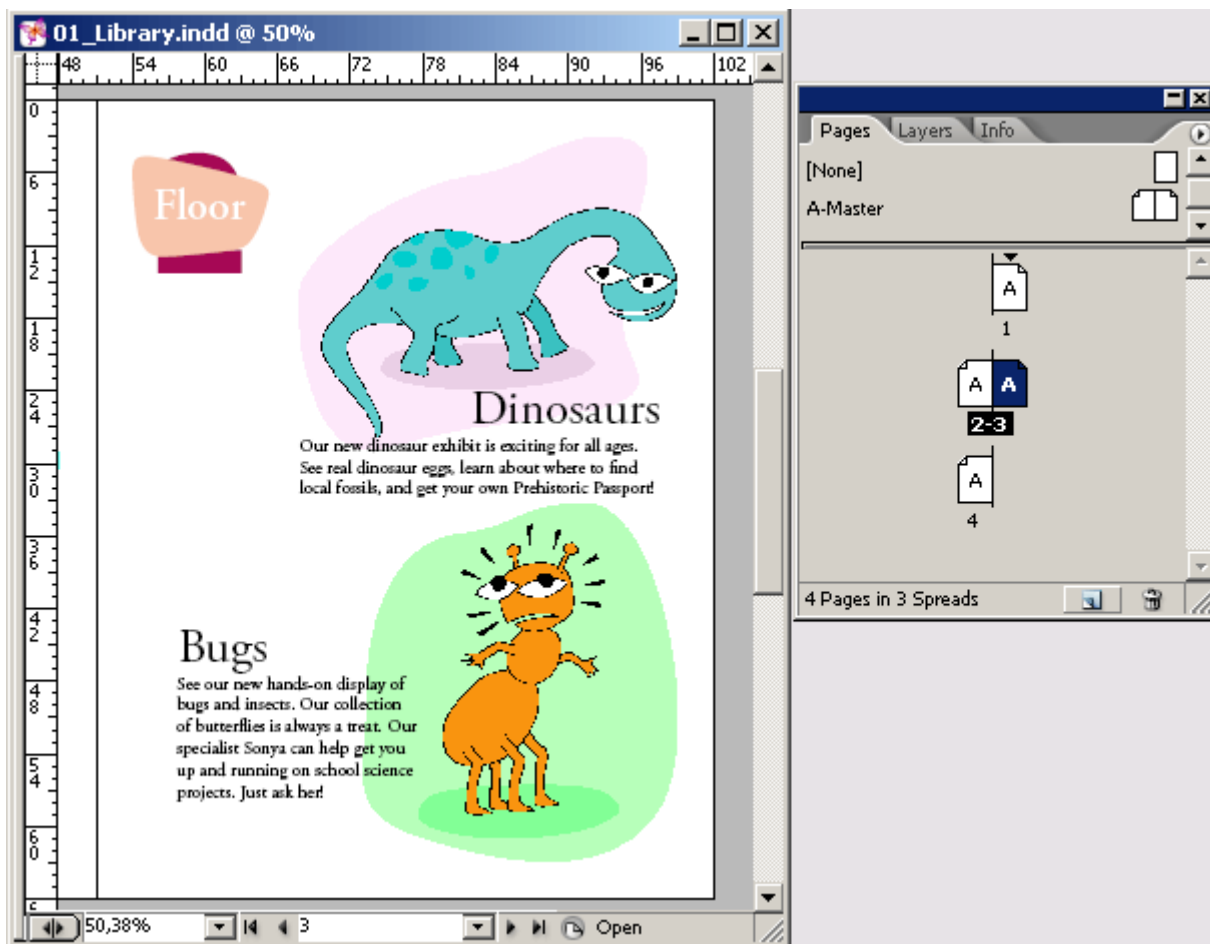 01_Library.indd @ 50%
48 54 60 66 72 78 84 90 96 102
0
6
12
18
24
30
36
42
48
54
60
Floor
Dinosaurs
Our new dinosaur exhibit is exciting for all ages.
See real dinosaur eggs, learn about where to find
local fossils, and get your own Prehistoric Passport!
Bugs
See our new hands-on display of
bugs and insects. Our collection
of butterflies is always a treat. Our
specialist Sonya can help get you
up and running on school science
projects. Just ask her!
50,38% 3 Open
Pages Layers Info
[None]
A-Master
A
1
A A
2-3
A
4
4 Pages in 3 Spreads